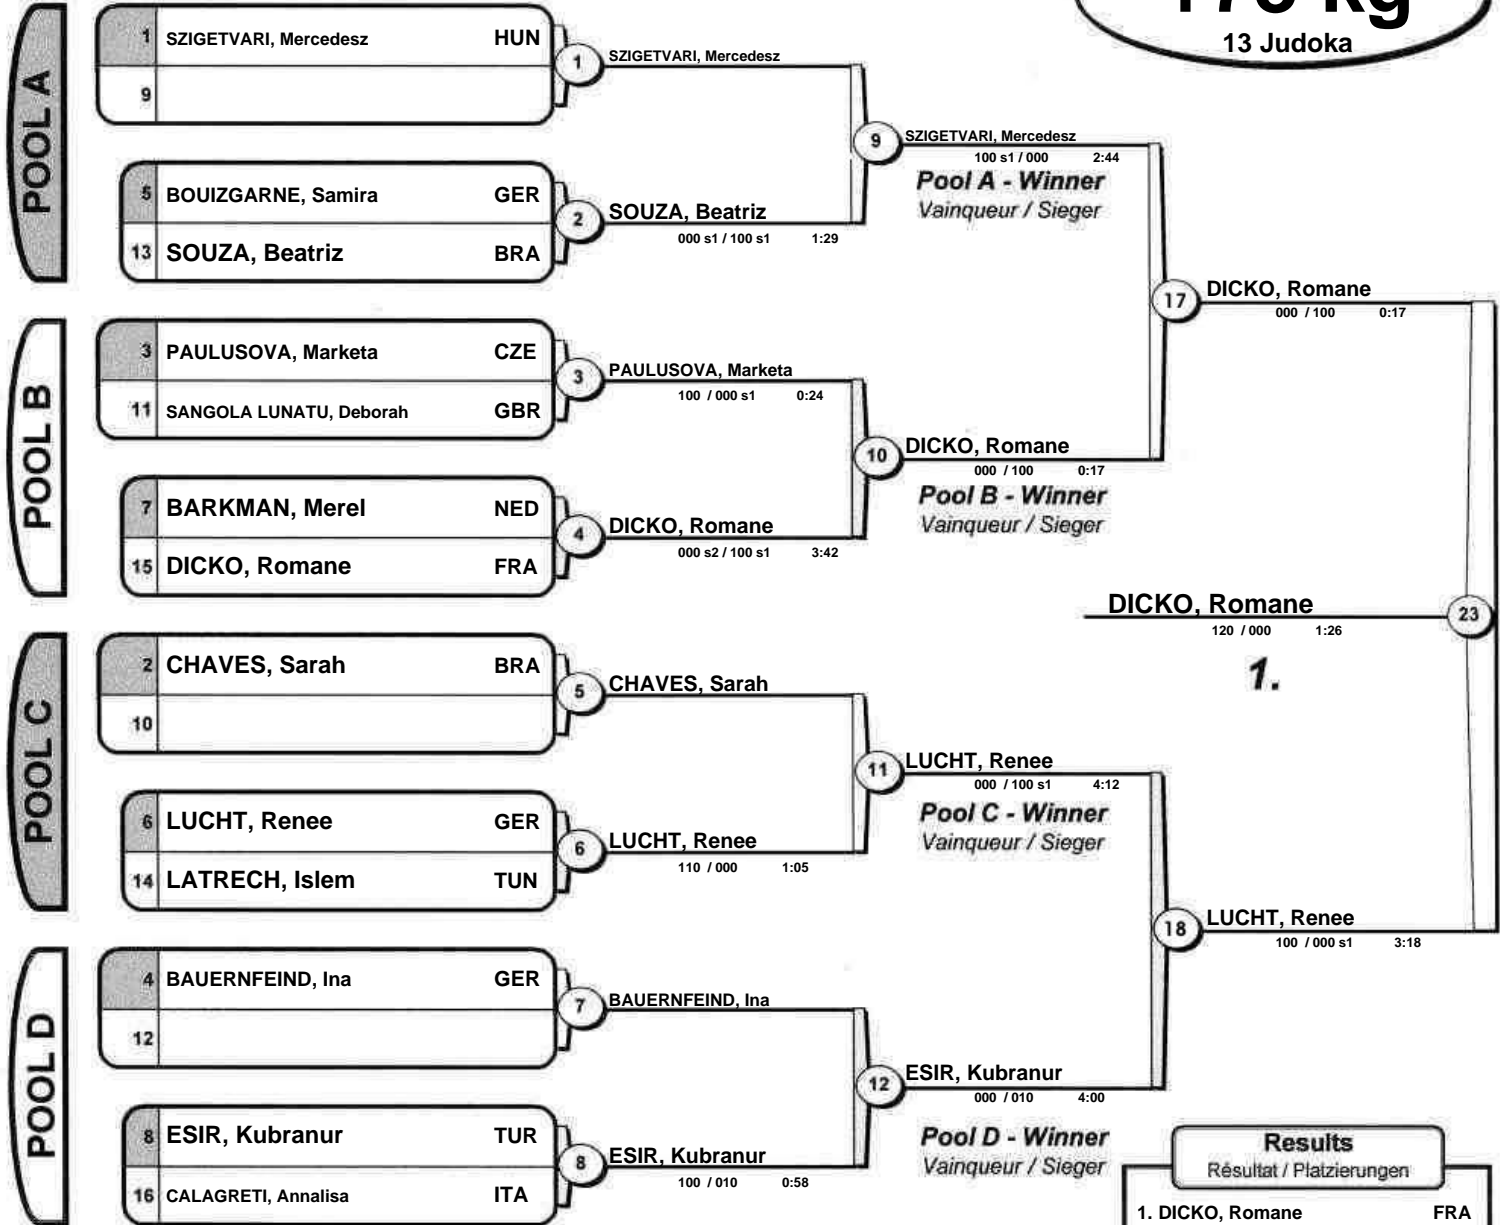 13 Judoka
POOL A
1 SZIGETVARI, Mercedesz HUN
9
1 SZIGETVARI, Mercedesz
5 BOUIZGARNE, Samira GER
13 SOUZA, Beatriz BRA
2 SOUZA, Beatriz
000 s1 / 100 s1 1:29
9 SZIGETVARI, Mercedesz
100 s1 / 000 2:44
Pool A - Winner
Vainqueur / Sieger
POOL B
3 PAULUSOVA, Marketa CZE
11 SANGOLA LUNATU, Deborah GBR
3 PAULUSOVA, Marketa
100 / 000 s1 0:24
7 BARKMAN, Merel NED
15 DICKO, Romane FRA
4 DICKO, Romane
000 s2 / 100 s1 3:42
10 DICKO, Romane
000 / 100 0:17
Pool B - Winner
Vainqueur / Sieger
17 DICKO, Romane
000 / 100 0:17
POOL C
2 CHAVES, Sarah BRA
10
5 CHAVES, Sarah
6 LUCHT, Renee GER
14 LATRECH, Islem TUN
6 LUCHT, Renee
110 / 000 1:05
11 LUCHT, Renee
000 / 100 s1 4:12
Pool C - Winner
Vainqueur / Sieger
POOL D
4 BAUERNFEIND, Ina GER
12
7 BAUERNFEIND, Ina
8 ESIR, Kubranur TUR
16 CALAGRETI, Annalisa ITA
8 ESIR, Kubranur
100 / 010 0:58
12 ESIR, Kubranur
000 / 010 4:00
Pool D - Winner
Vainqueur / Sieger
18 LUCHT, Renee
100 / 000 s1 3:18
DICKO, Romane 23
120 / 000 1:26
1.
Results
Résultat / Platzierungen
1. DICKO, Romane FRA